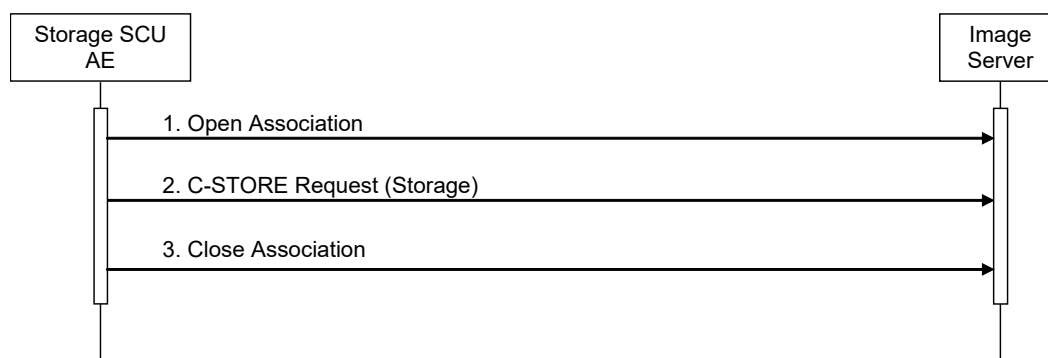 Storage SCU
AE
Image
Server
1. Open Association
2. C-STORE Request (Storage)
3. Close Association